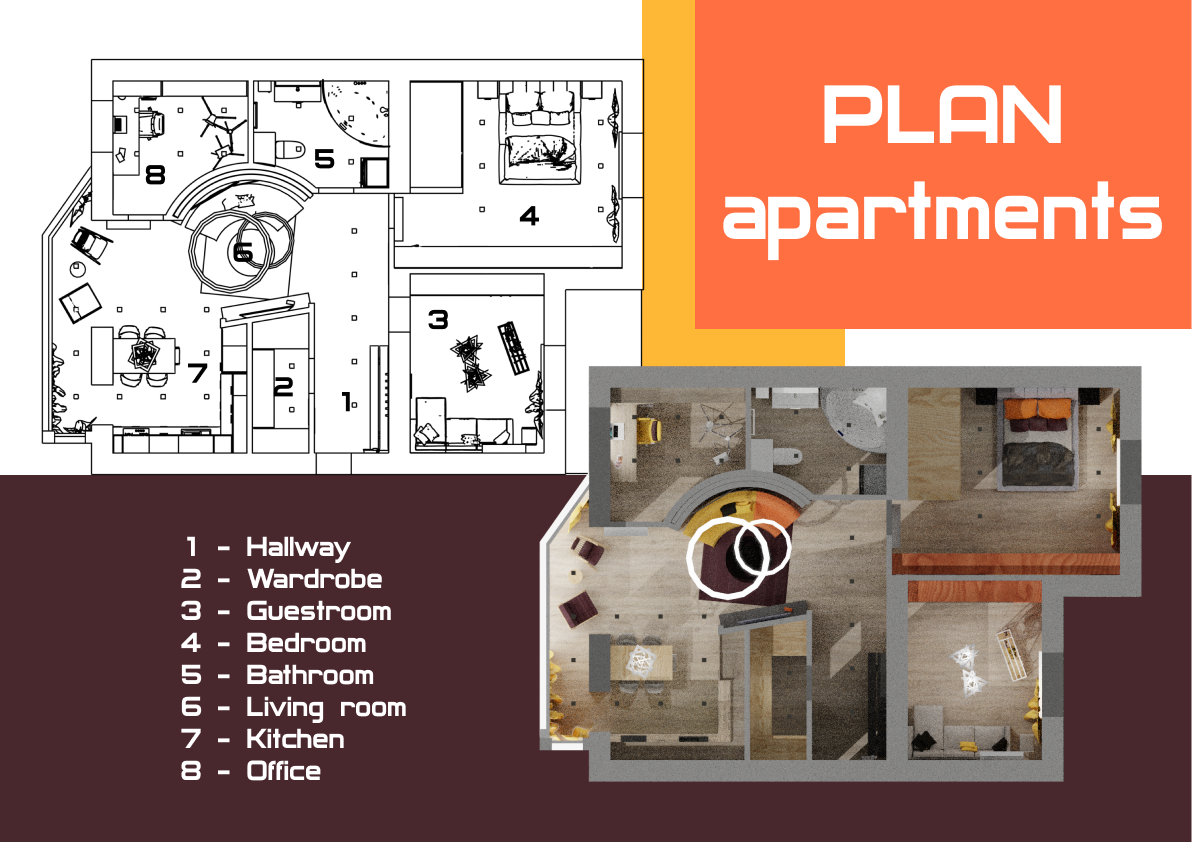 PLAN
apartments
8
5
4
6
3
7
2
1
1 - Hallway
2 - Wardrobe
3 - Guestroom
4 - Bedroom
5 - Bathroom
6 - Living room
7 - Kitchen
8 - Office